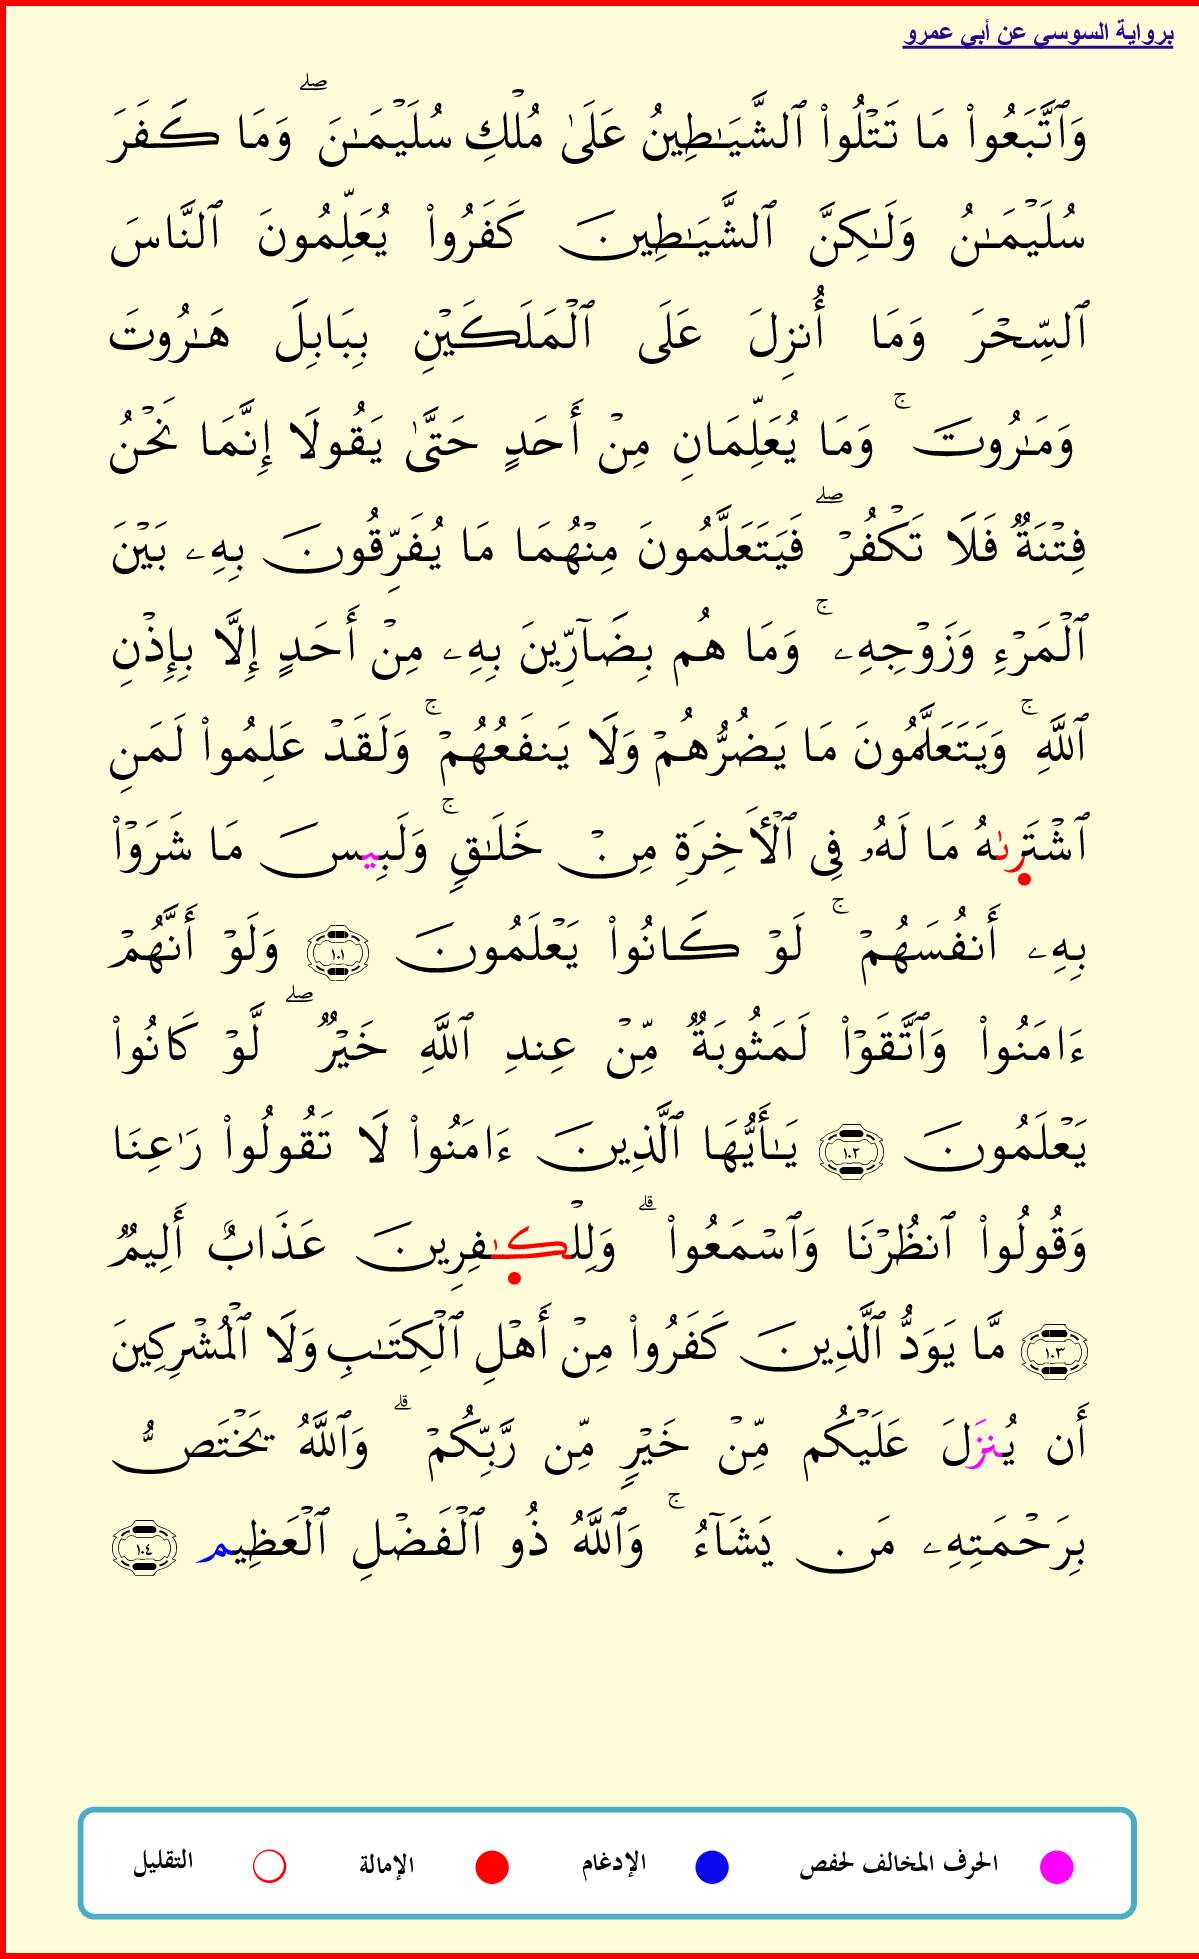 برواية السوسي عن أبي عمرو
وَٱتَّبَعُوا۟ مَا تَتْلُوا۟ ٱلشَّيَـٰطِينُ عَلَىٰ مُلْكِ سُلَيْمَـٰنَ ۖ وَمَا كَفَرَ
سُلَيْمَـٰنُ وَلَـٰكِنَّ ٱلشَّيَـٰطِينَ كَفَرُوا۟ يُعَلِّمُونَ ٱلنَّاسَ
ٱلسِّحْرَ وَمَا أُنزِلَ عَلَى ٱلْمَلَكَيْنِ بِبَابِلَ هَـٰرُوتَ
وَمَـٰرُوتَ ۚ وَمَا يُعَلِّمَانِ مِنْ أَحَدٍ حَتَّىٰ يَقُولَا إِنَّمَا نَحْنُ
فِتْنَةٌ فَلَا تَكْفُرْ ۖ فَيَتَعَلَّمُونَ مِنْهُمَا مَا يُفَرِّقُونَ بِهِۦ بَيْنَ
ٱلْمَرْءِ وَزَوْجِهِۦ ۚ وَمَا هُم بِضَآرِّينَ بِهِۦ مِنْ أَحَدٍ إِلَّا بِإِذْنِ
ٱللَّهِ ۚ وَيَتَعَلَّمُونَ مَا يَضُرُّهُمْ وَلَا يَنفَعُهُمْ ۚ وَلَقَدْ عَلِمُوا۟ لَمَنِ
ٱشْتَرِىٰهُ مَا لَهُۥ فِى ٱلْأَخِرَةِ مِنْ خَلَـٰقٍ ۚ وَلَبِيسَ مَا شَرَوْا۟
بِهِۦ أَنفُسَهُمْ ۚ لَوْ كَانُوا۟ يَعْلَمُونَ ١٠١ وَلَوْ أَنَّهُمْ
ءَامَنُوا۟ وَٱتَّقَوْا۟ لَمَثُوبَةٌ مِّنْ عِندِ ٱللَّهِ خَيْرٌ ۖ لَّوْ كَانُوا۟
يَعْلَمُونَ ١٠٢ يَـٰأَيُّهَا ٱلَّذِينَ ءَامَنُوا۟ لَا تَقُولُوا۟ رَٰعِنَا
وَقُولُوا۟ ٱنظُرْنَا وَٱسْمَعُوا۟ ۗ وَلِلْكَـٰفِرِينَ عَذَابٌ أَلِيمٌ
١٠٣ مَّا يَوَدُّ ٱلَّذِينَ كَفَرُوا۟ مِنْ أَهْلِ ٱلْكِتَـٰبِ وَلَا ٱلْمُشْرِكِينَ
أَن يُنزَلَ عَلَيْكُم مِّنْ خَيْرٍ مِّن رَّبِّكُمْ ۗ وَٱللَّهُ يَخْتَصُّ
بِرَحْمَتِهِۦ مَن يَشَآءُ ۚ وَٱللَّهُ ذُو ٱلْفَضْلِ ٱلْعَظِيم ١٠٤
الحرف المخالف لحفص الإدغام الإمالة التقليل